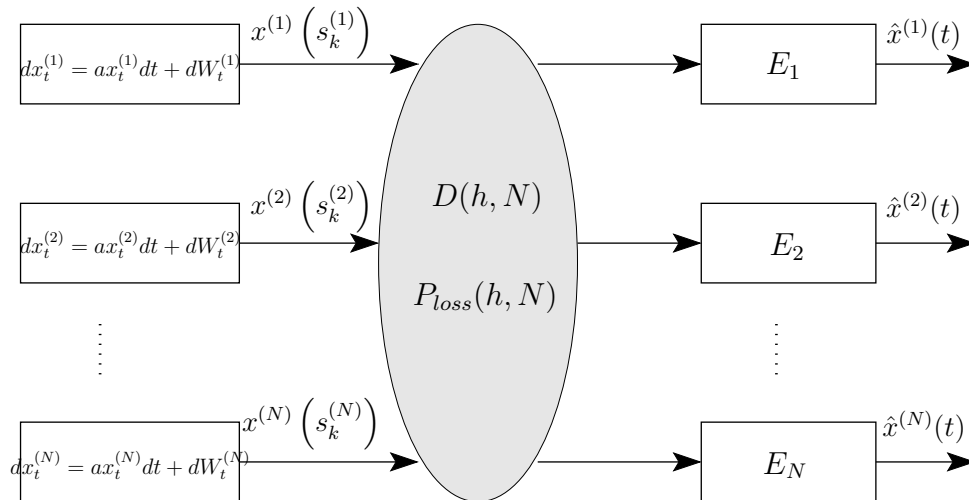 x^{(1)} (s_k^{(1)})
x̂^{(1)}(t)
dx_t^{(1)} = ax_t^{(1)}dt + dW_t^{(1)}
E_1
x^{(2)} (s_k^{(2)})
D(h, N)
x̂^{(2)}(t)
dx_t^{(2)} = ax_t^{(2)}dt + dW_t^{(2)}
E_2
P_{loss}(h, N)
x^{(N)} (s_k^{(N)})
x̂^{(N)}(t)
dx_t^{(N)} = ax_t^{(N)}dt + dW_t^{(N)}
E_N